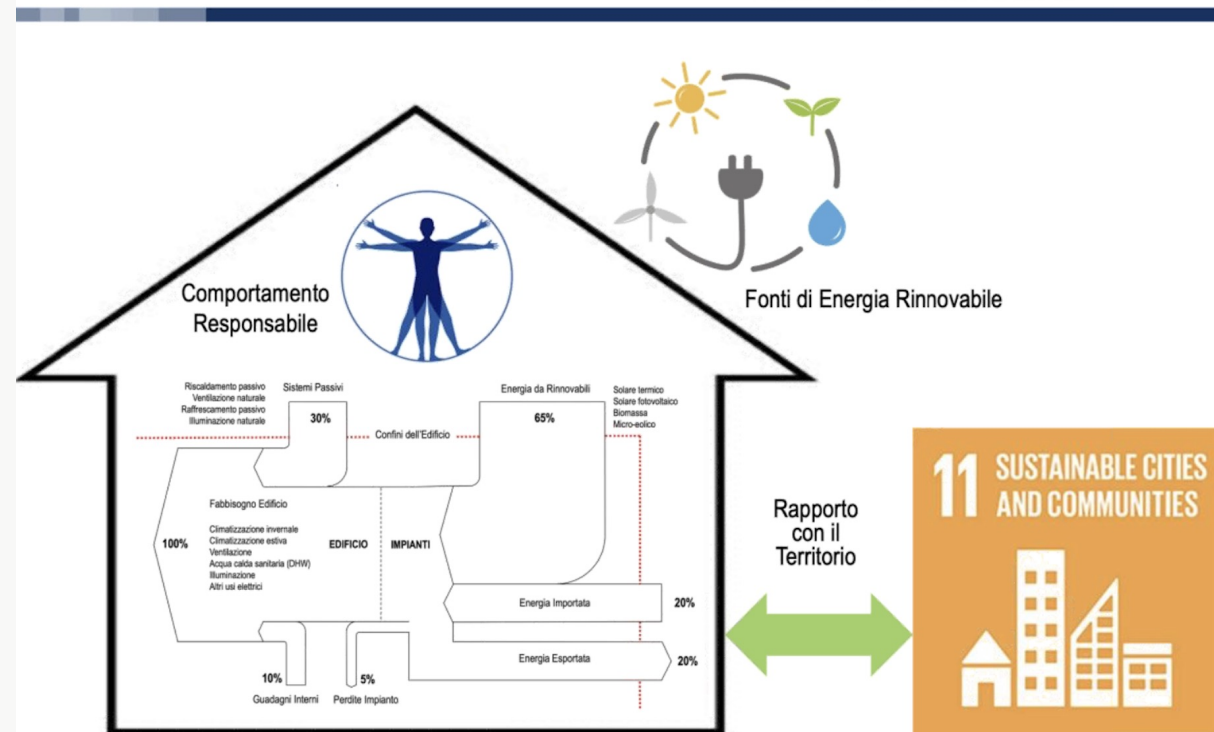 Comportamento
Responsabile
Fonti di Energia Rinnovabile
Riscaldamento passivo
Ventilazione naturale
Raffrescamento passivo
Illuminazione naturale
Sistemi Passivi
30%
Confini dell'Edificio
Energia da Rinnovabili
65%
Solare termico
Solare fotovoltaico
Biomassa
Micro-eolico
100%
Fabbisogno Edificio
Climatizzazione invernale
Climatizzazione estiva
Ventilazione
Acqua calda sanitaria (DHW)
Illuminazione
Altri usi elettrici
EDIFICIO
IMPIANTI
Energia Importata
20%
Energia Esportata
20%
10%
Guadagni Interni
5%
Perdite Impianto
Rapporto
con il
Territorio
11 SUSTAINABLE CITIES
AND COMMUNITIES